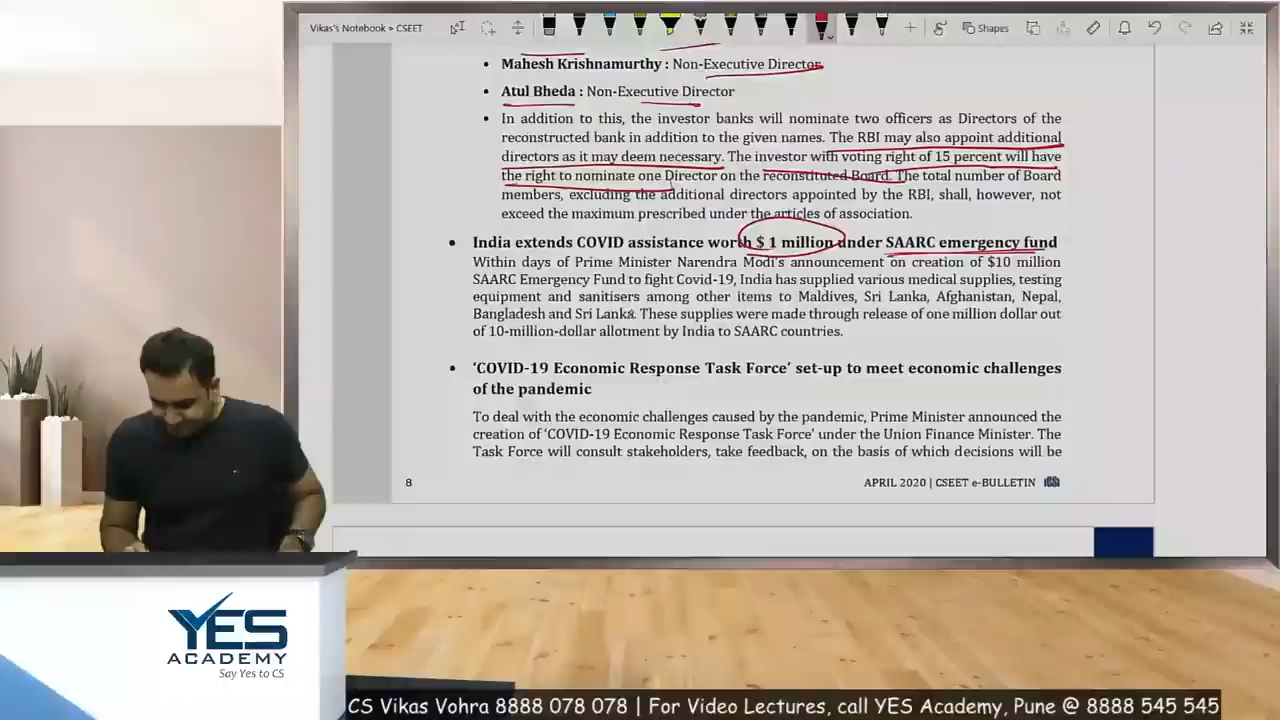 Vikas's Notebook » CSEET
Shapes
• Mahesh Krishnamurthy : Non-Executive Director
• Atul Bheda : Non-Executive Director
• In addition to this, the investor banks will nominate two officers as Directors of the
reconstructed bank in addition to the given names. The RBI may also appoint additional
directors as it may deem necessary. The investor with voting right of 15 percent will have
the right to nominate one Director on the reconstituted Board. The total number of Board
members, excluding the additional directors appointed by the RBI, shall, however, not
exceed the maximum prescribed under the articles of association.
• India extends COVID assistance worth $ 1 million under SAARC emergency fund
Within days of Prime Minister Narendra Modi's announcement on creation of $10 million
SAARC Emergency Fund to fight Covid-19, India has supplied various medical supplies, testing
equipment and sanitisers among other items to Maldives, Sri Lanka, Afghanistan, Nepal,
Bangladesh and Sri Lanka. These supplies were made through release of one million dollar out
of 10-million-dollar allotment by India to SAARC countries.
• 'COVID-19 Economic Response Task Force' set-up to meet economic challenges
of the pandemic
To deal with the economic challenges caused by the pandemic, Prime Minister announced the
creation of 'COVID-19 Economic Response Task Force' under the Union Finance Minister. The
Task Force will consult stakeholders, take feedback, on the basis of which decisions will be
8 APRIL 2020 | CSEET e-BULLETIN
YES
ACADEMY
Say Yes to CS
CS Vikas Vohra 8888 078 078 | For Video Lectures, call YES Academy, Pune @ 8888 545 545